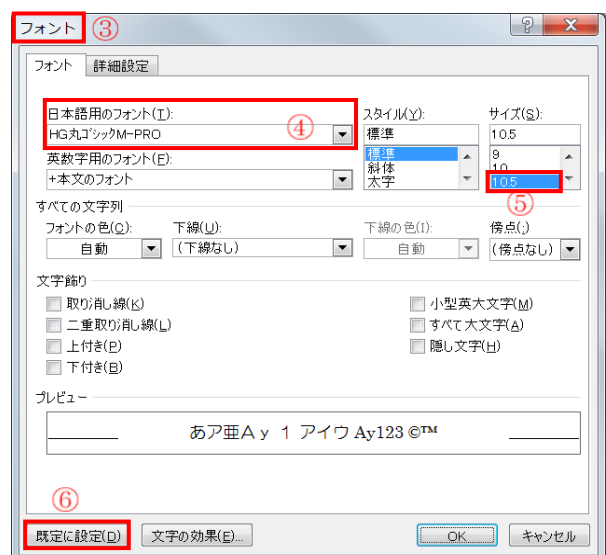 フォント ③
フォント 詳細設定
日本語用のフォント(T): スタイル(Y): サイズ(S):
HG丸ｺﾞｼｯｸM-PRO ④ 標準 10.5
英数字用のフォント(F): 標準 9
斜体 10
+本文のフォント 太字 10.5
⑤
すべての文字列
フォントの色(C): 下線(U): 下線の色(I): 傍点(;)
自動 (下線なし) 自動 (傍点なし)
文字飾り
取り消し線(K) 小型英大文字(M)
二重取り消し線(L) すべて大文字(A)
上付き(P) 隠し文字(H)
下付き(B)
プレビュー
あア亜Ａｙ １ アイウ Ay123 ©™
⑥
既定に設定(D) 文字の効果(E)... OK キャンセル